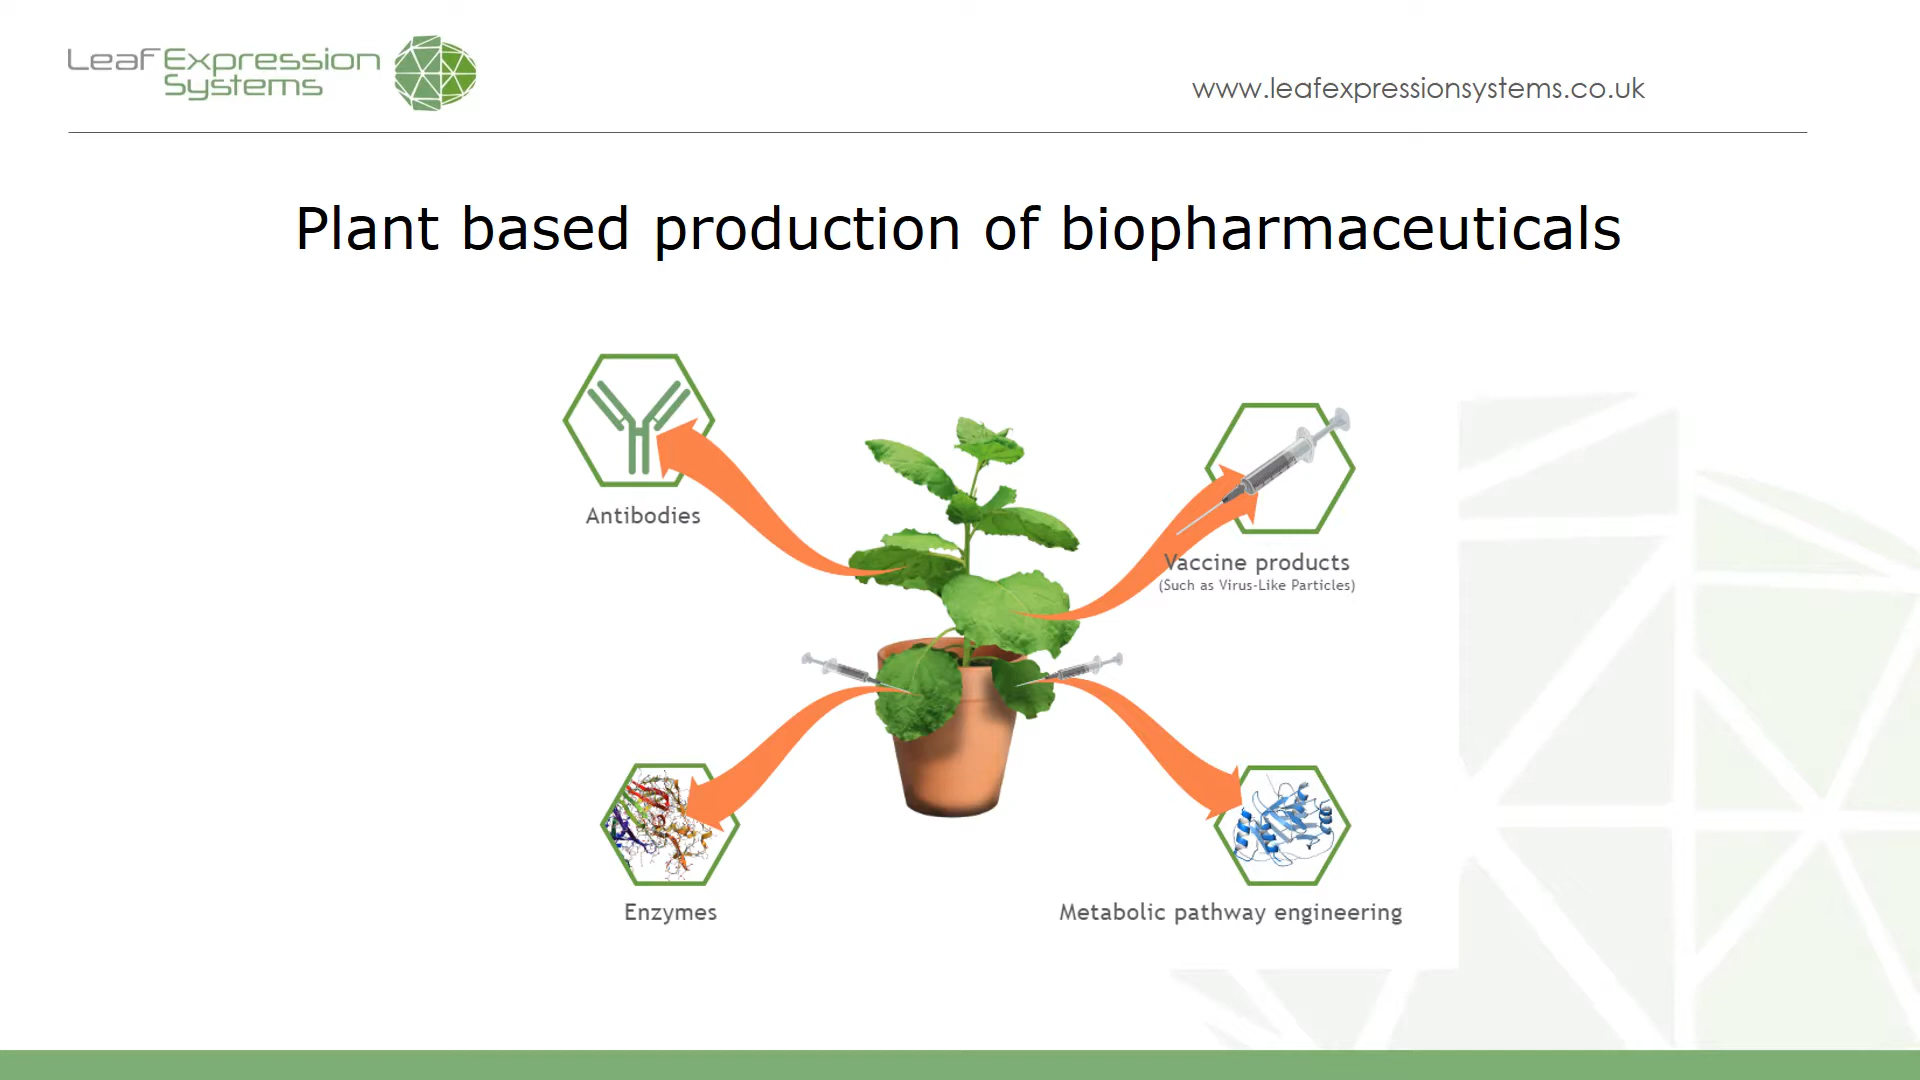 Leaf Expression
Systems
www.leafexpressionsystems.co.uk
Plant based production of biopharmaceuticals
Antibodies
Vaccine products
(Such as Virus-Like Particles)
Enzymes
Metabolic pathway engineering